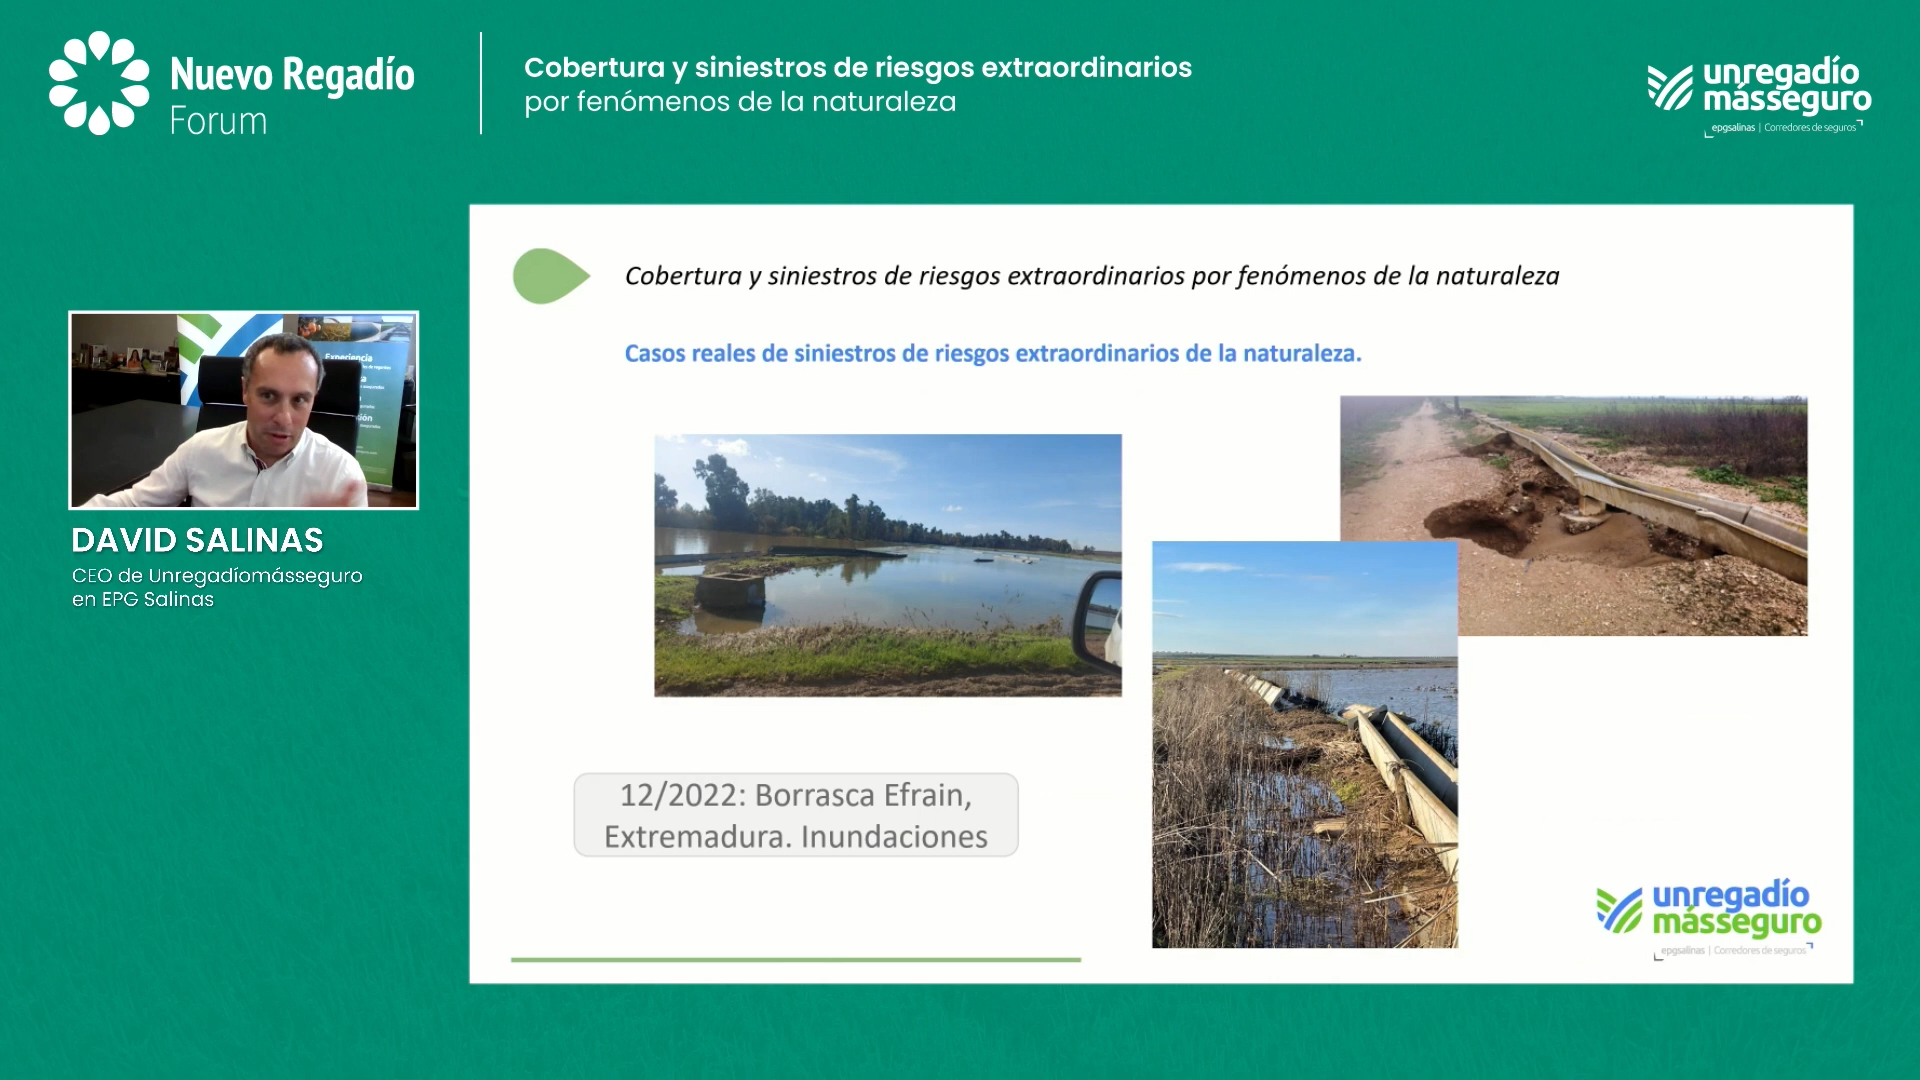 Nuevo Regadío
Forum
Cobertura y siniestros de riesgos extraordinarios
por fenómenos de la naturaleza
unregadío
másseguro
epgsalinas | Corredores de seguros
Experiencia
DAVID SALINAS
CEO de Unregadíomásseguro
en EPG Salinas
Cobertura y siniestros de riesgos extraordinarios por fenómenos de la naturaleza
Casos reales de siniestros de riesgos extraordinarios de la naturaleza.
12/2022: Borrasca Efrain,
Extremadura. Inundaciones
unregadío
másseguro
epgsalinas | Corredores de seguros